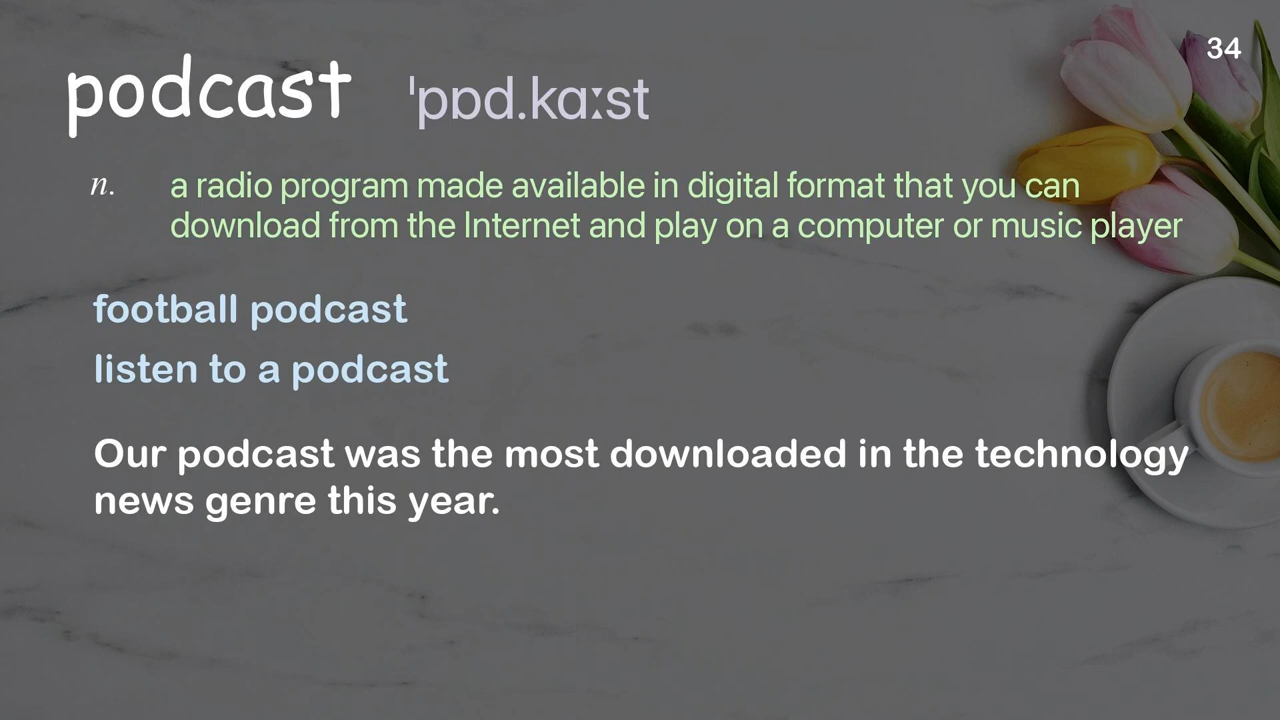 34
podcast ˈpɒd.kɑːst
n. a radio program made available in digital format that you can
download from the Internet and play on a computer or music player
football podcast
listen to a podcast
Our podcast was the most downloaded in the technology
news genre this year.